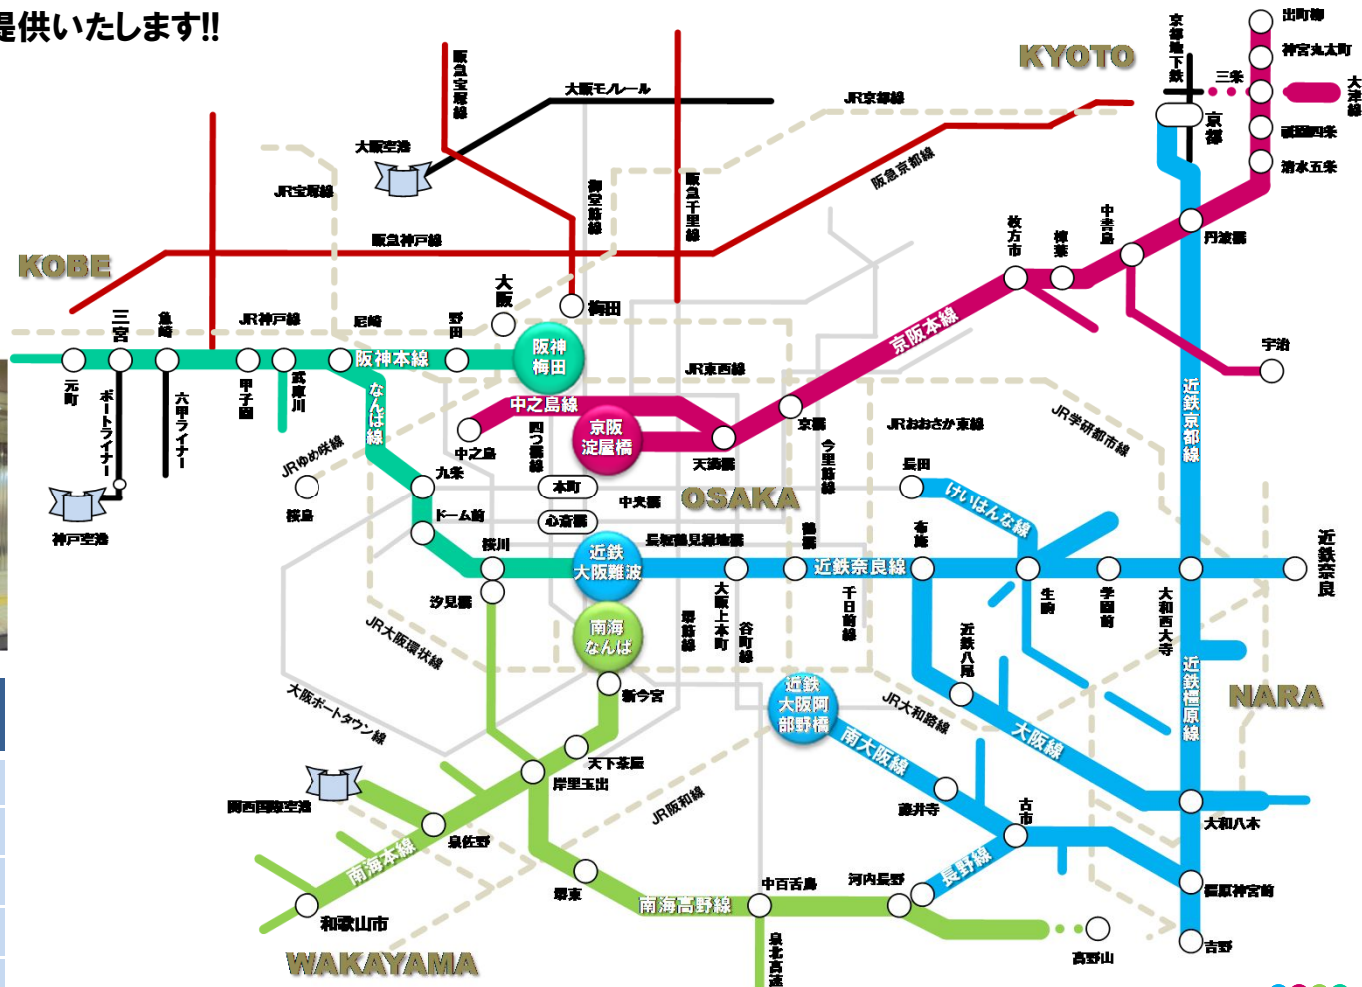 提供いたします!!
出町柳
神宮丸太町
三条
大津線
祇園四条
清水五条
京都地下鉄
京都
KYOTO
阪急宝塚線
大阪モノレール
JR京都線
大阪空港
JR宝塚線
御堂筋線
阪急千里線
阪急京都線
中書島
丹波橋
枚方市
樟葉
阪急神戸線
KOBE
大阪
梅田
三宮
魚崎
JR神戸線
尼崎
野田
阪神本線
阪神
梅田
京阪本線
宇治
元町
ポートライナー
六甲ライナー
甲子園
武庫川
なんば線
JR東西線
中之島線
京阪
淀屋橋
中之島
四つ橋線
天満橋
京橋
今里筋線
JRおおさか東線
JR学研都市線
近鉄京都線
JRゆめ咲線
桜島
九条
ドーム前
本町
中央線
心斎橋
OSAKA
長田
けいはんな線
神戸空港
桜川
近鉄
大阪難波
長堀鶴見緑地線
鶴橋
近鉄奈良線
布施
近鉄奈良
汐見橋
南海
なんば
堺筋線
大阪上本町
谷町線
千日前線
生駒
学園前
大和西大寺
JR大阪環状線
近鉄八尾
近鉄橿原線
新今宮
近鉄
大阪阿
部野橋
JR大和路線
NARA
大阪ポートタウン線
天下茶屋
南大阪線
大阪線
岸里玉出
関西国際空港
JR阪和線
藤井寺
古市
大和八木
泉佐野
南海本線
長野線
堺東
中百舌鳥
河内長野
橿原神宮前
和歌山市
南海高野線
泉北高速
高野山
吉野
WAKAYAMA